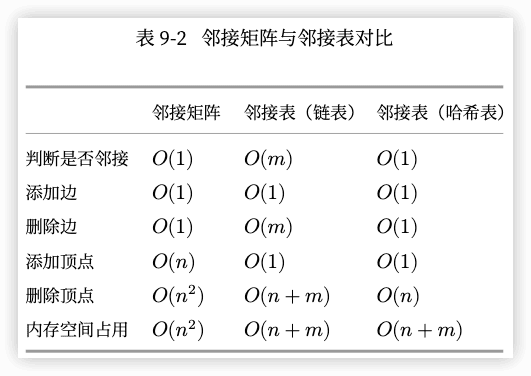 表 9-2 邻接矩阵与邻接表对比
邻接矩阵 邻接表（链表） 邻接表（哈希表）
判断是否邻接 O(1) O(m) O(1)
添加边 O(1) O(1) O(1)
删除边 O(1) O(m) O(1)
添加顶点 O(n) O(1) O(1)
删除顶点 O(n²) O(n + m) O(n)
内存空间占用 O(n²) O(n + m) O(n + m)